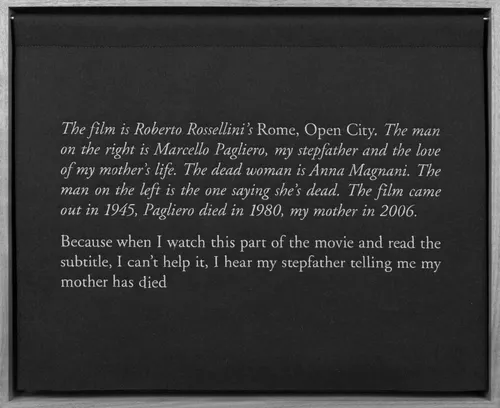 The film is Roberto Rossellini's Rome, Open City. The man
on the right is Marcello Pagliero, my stepfather and the love
of my mother's life. The dead woman is Anna Magnani. The
man on the left is the one saying she's dead. The film came
out in 1945, Pagliero died in 1980, my mother in 2006.
Because when I watch this part of the movie and read the
subtitle, I can't help it, I hear my stepfather telling me my
mother has died